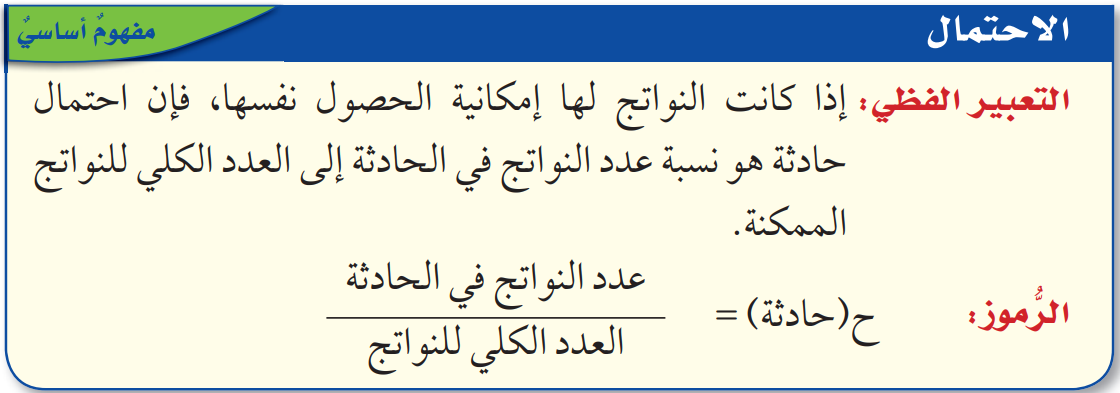 الاحتمال
مفهومٌ أساسيٌ
التعبير الفظي: إذا كانت النواتج لها إمكانية الحصول نفسها، فإن احتمال
حادثة هو نسبة عدد النواتج في الحادثة إلى العدد الكلي للنواتج
الممكنة.
عدد النواتج في الحادثة
الرُّموز: ح(حادثة) =
العدد الكلي للنواتج